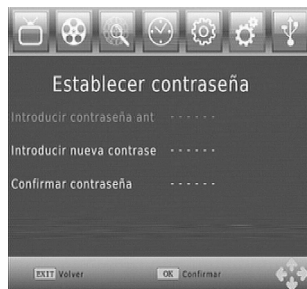 Establecer contraseña
Introducir contraseña ant ------
Introducir nueva contrase ------
Confirmar contraseña ------
EXIT Volver OK Confirmar